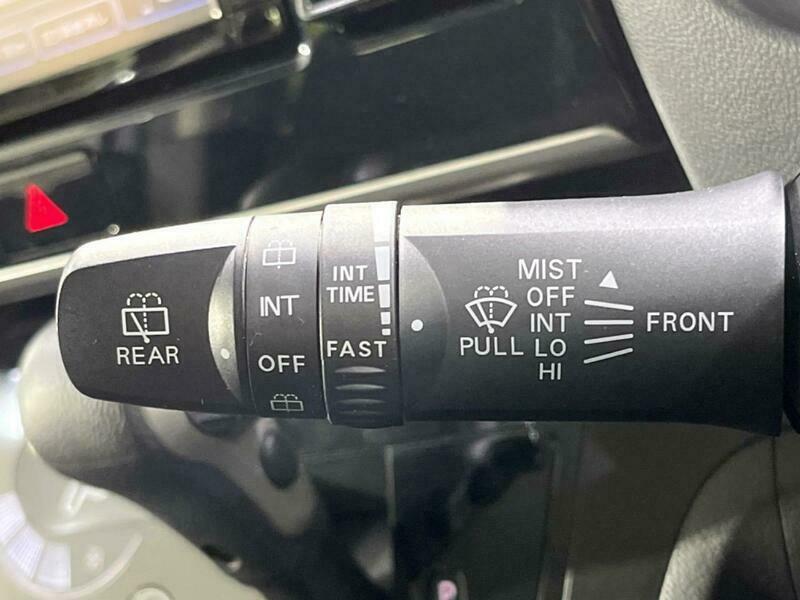 REAR
INT
OFF
INT
TIME
FAST
PULL
MIST
OFF
INT
LO
HI
FRONT
P